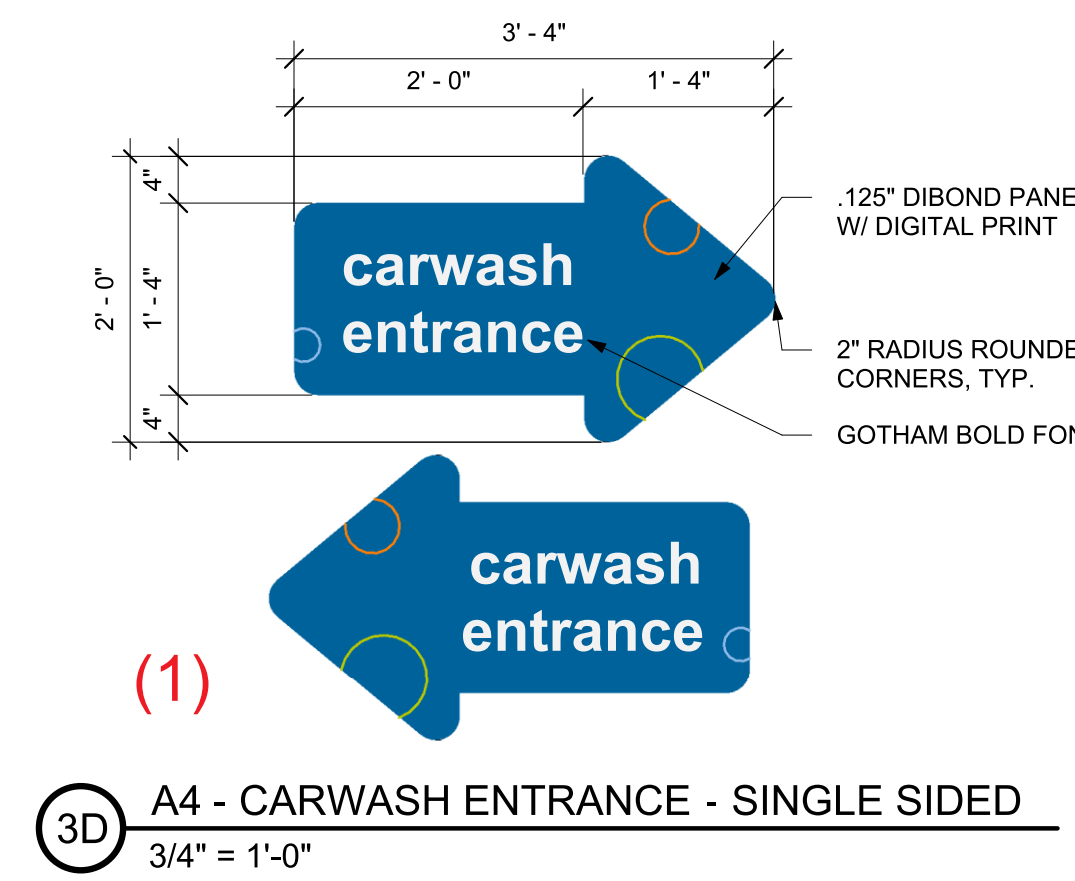 3' - 4"
2' - 0"
1' - 4"
4"
2' - 0"
1' - 4"
4"
carwash
entrance
.125" DIBOND PANE
W/ DIGITAL PRINT
2" RADIUS ROUNDE
CORNERS, TYP.
GOTHAM BOLD FON
carwash
entrance
(1)
3D
A4 - CARWASH ENTRANCE - SINGLE SIDED
3/4" = 1'-0"